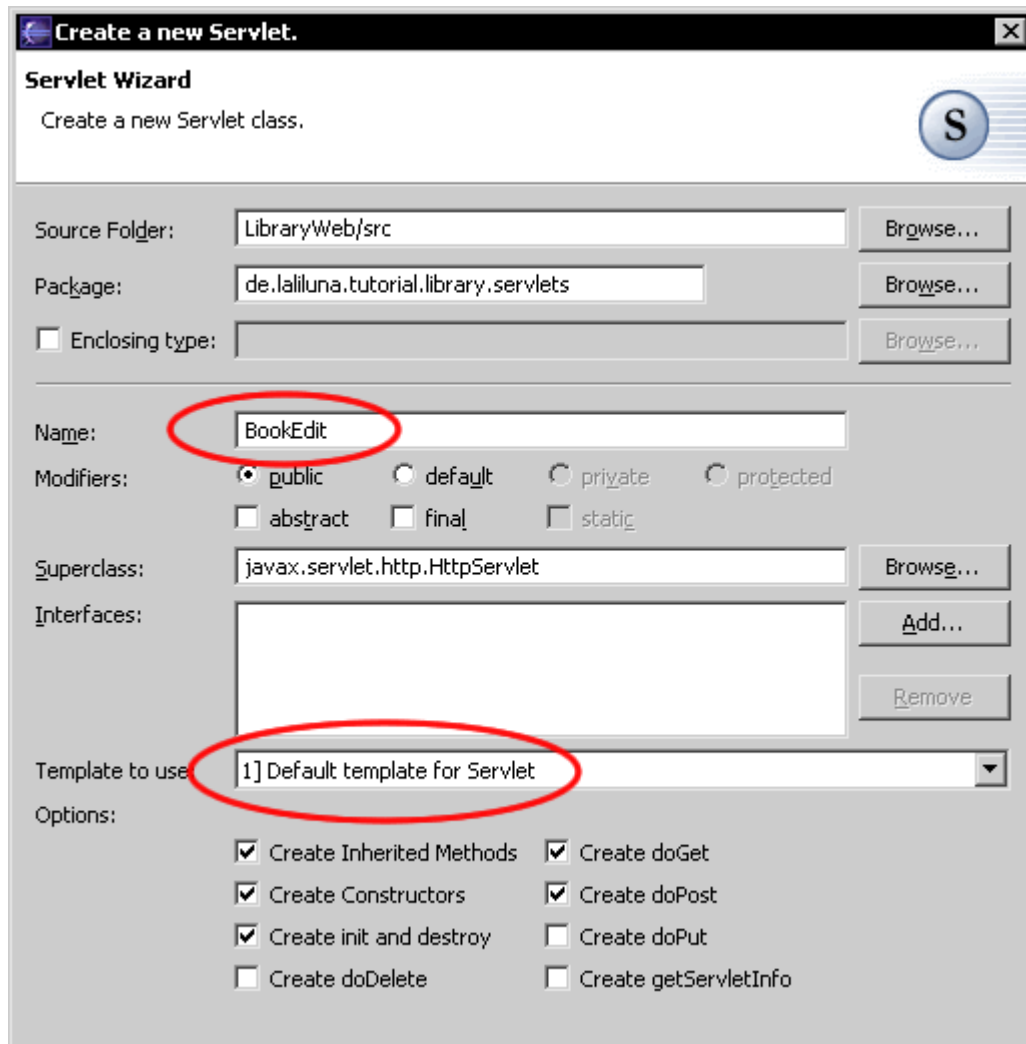 Create a new Servlet.
Servlet Wizard
Create a new Servlet class.
S
Source Folder: LibraryWeb/src Browse...
Package: de.laliluna.tutorial.library.servlets Browse...
Enclosing type: Browse...
Name: BookEdit
Modifiers: public default private protected
abstract final static
Superclass: javax.servlet.http.HttpServlet Browse...
Interfaces: Add...
Remove
Template to use 1] Default template for Servlet
Options:
Create Inherited Methods Create doGet
Create Constructors Create doPost
Create init and destroy Create doPut
Create doDelete Create getServletInfo